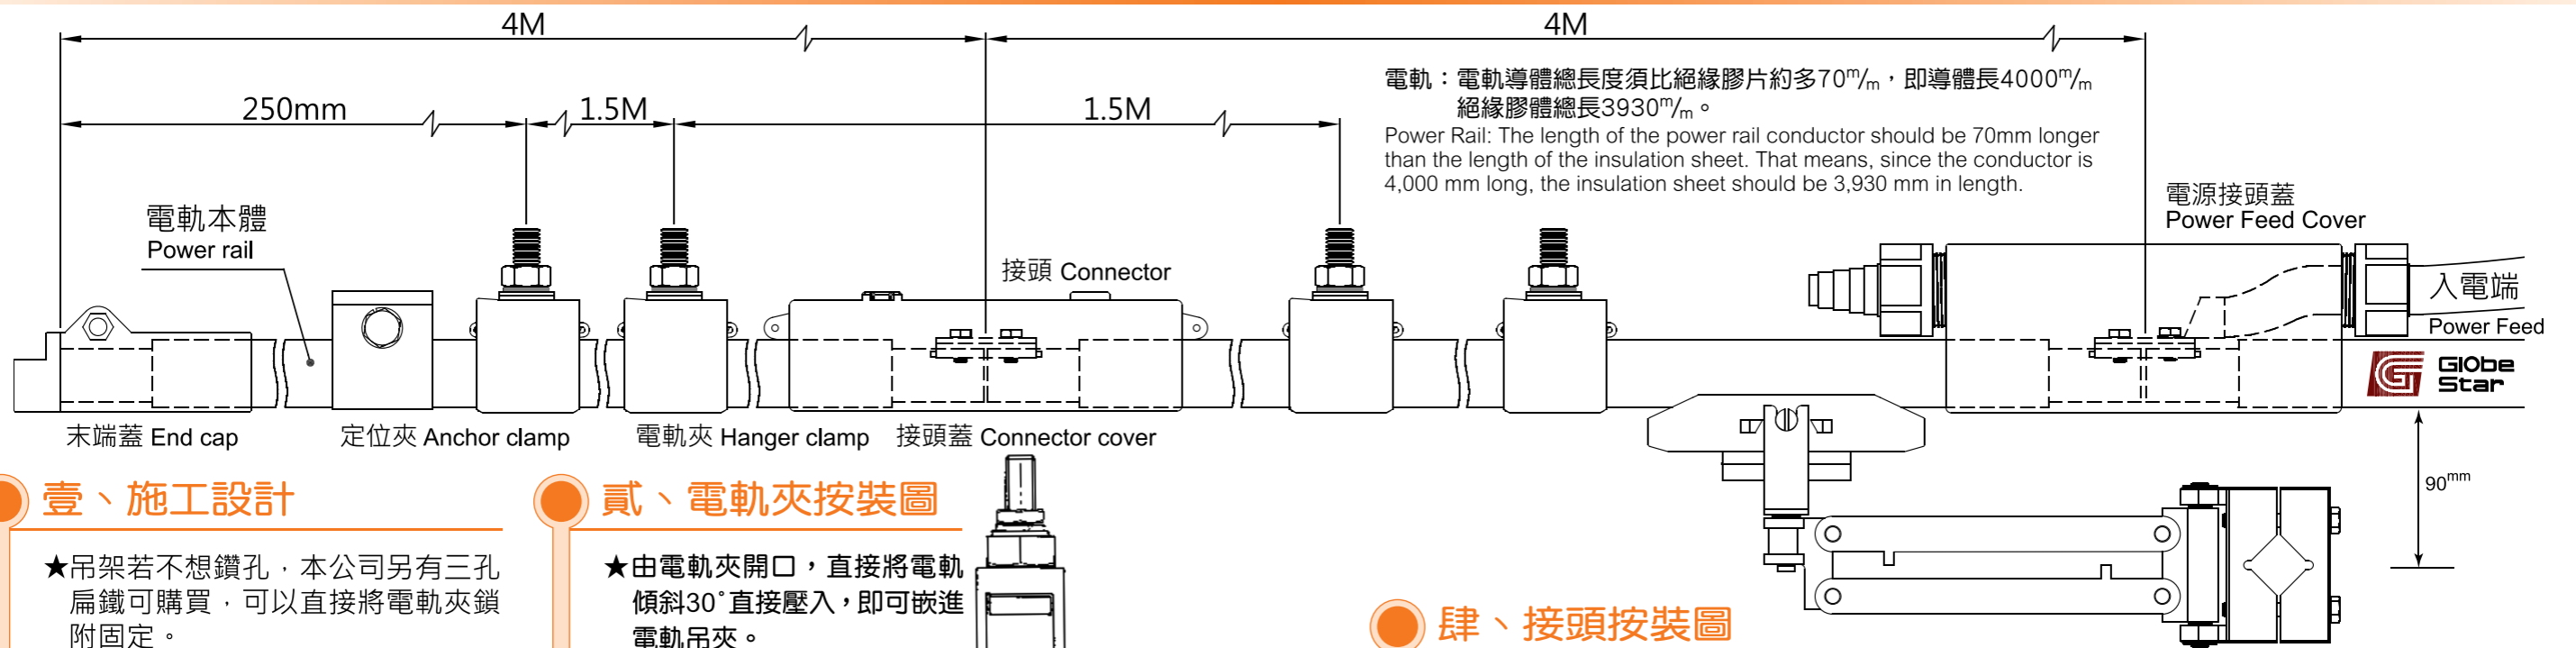 4M
4M
250mm
1.5M
1.5M
電軌：電軌導體總長度須比絕緣膠片約多70m/m，即導體長4000m/m
絕緣膠體總長3930m/m。
Power Rail: The length of the power rail conductor should be 70mm longer
than the length of the insulation sheet. That means, since the conductor is
4,000 mm long, the insulation sheet should be 3,930 mm in length.
電軌本體
Power rail
接頭 Connector
電源接頭蓋
Power Feed Cover
入電端
Power Feed
GlObe
Star
末端蓋 End cap
定位夾 Anchor clamp
電軌夾 Hanger clamp
接頭蓋 Connector cover
90mm
壹、施工設計
★吊架若不想鑽孔，本公司另有三孔
扁鐵可購買，可以直接將電軌夾鎖
附固定。
貳、電軌夾按裝圖
★由電軌夾開口，直接將電軌
傾斜30°直接壓入，即可嵌進
電軌吊夾。
肆、接頭按裝圖